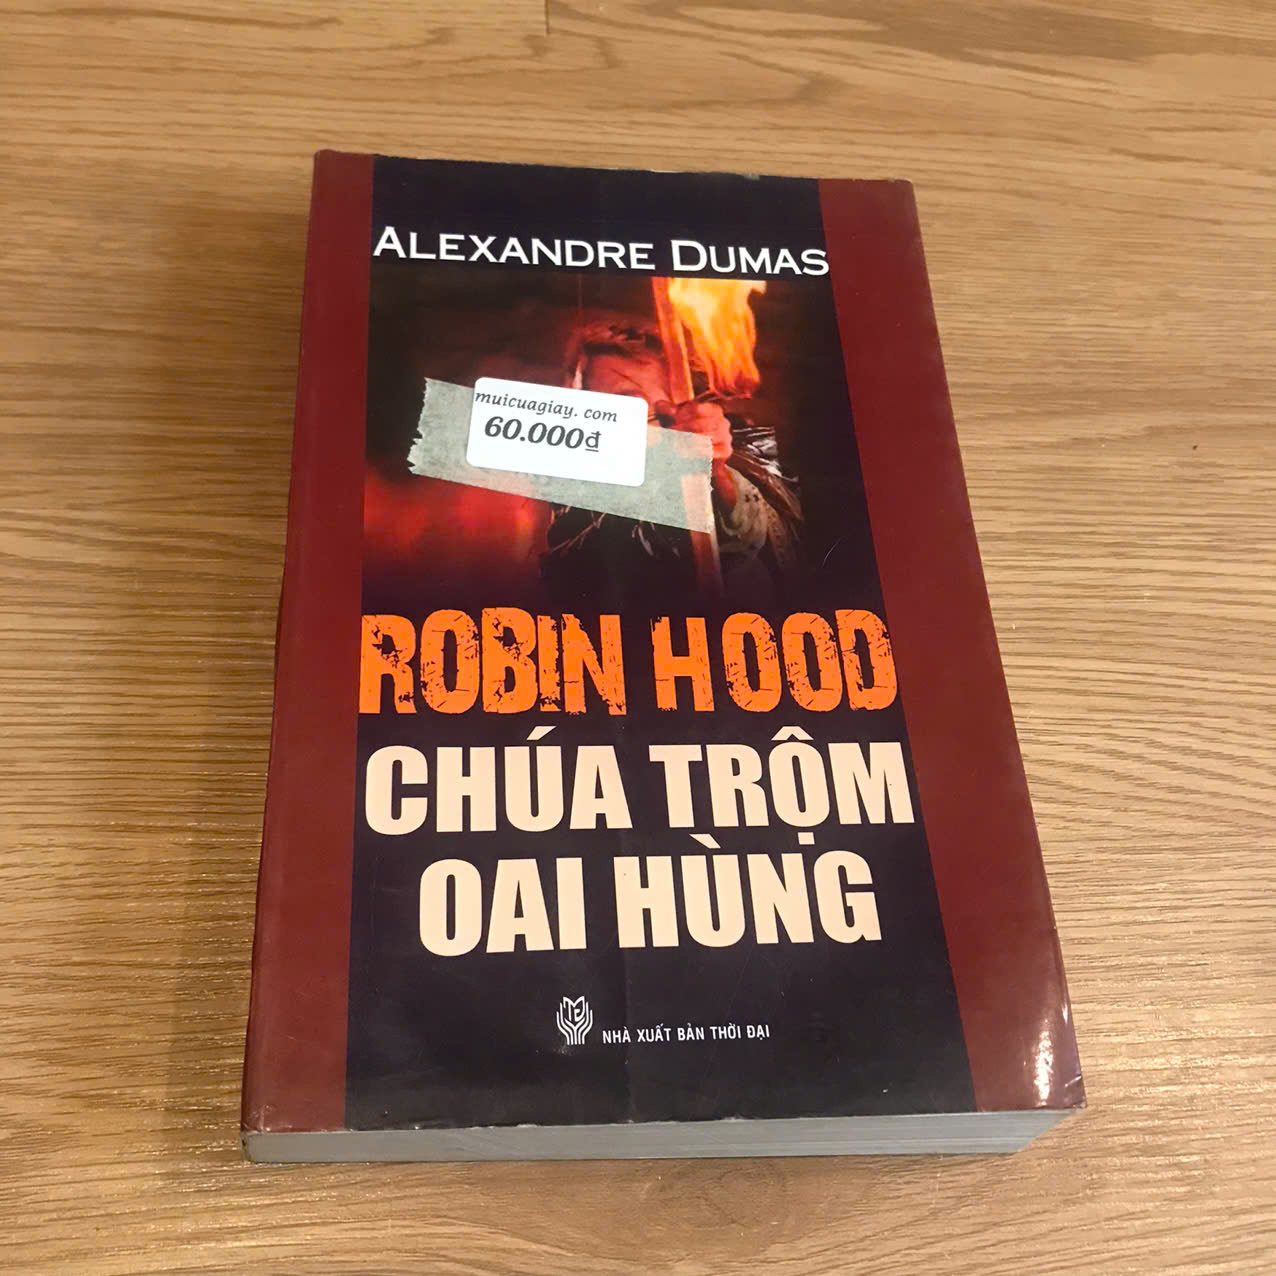 ALEXANDRE DUMAS
muicuagiay. com
60.000đ
ROBIN HOOD
CHÚA TRỘM
OAI HÙNG
NHÀ XUẤT BẢN THỜI ĐẠI